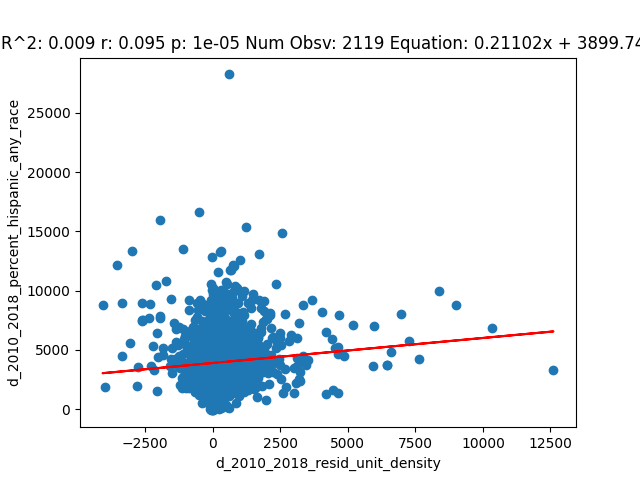 R^2: 0.009 r: 0.095 p: 1e-05 Num Obsv: 2119 Equation: 0.21102x + 3899.74
25000
20000
15000
10000
5000
0
d_2010_2018_percent_hispanic_any_race
−2500 0 2500 5000 7500 10000 12500
d_2010_2018_resid_unit_density